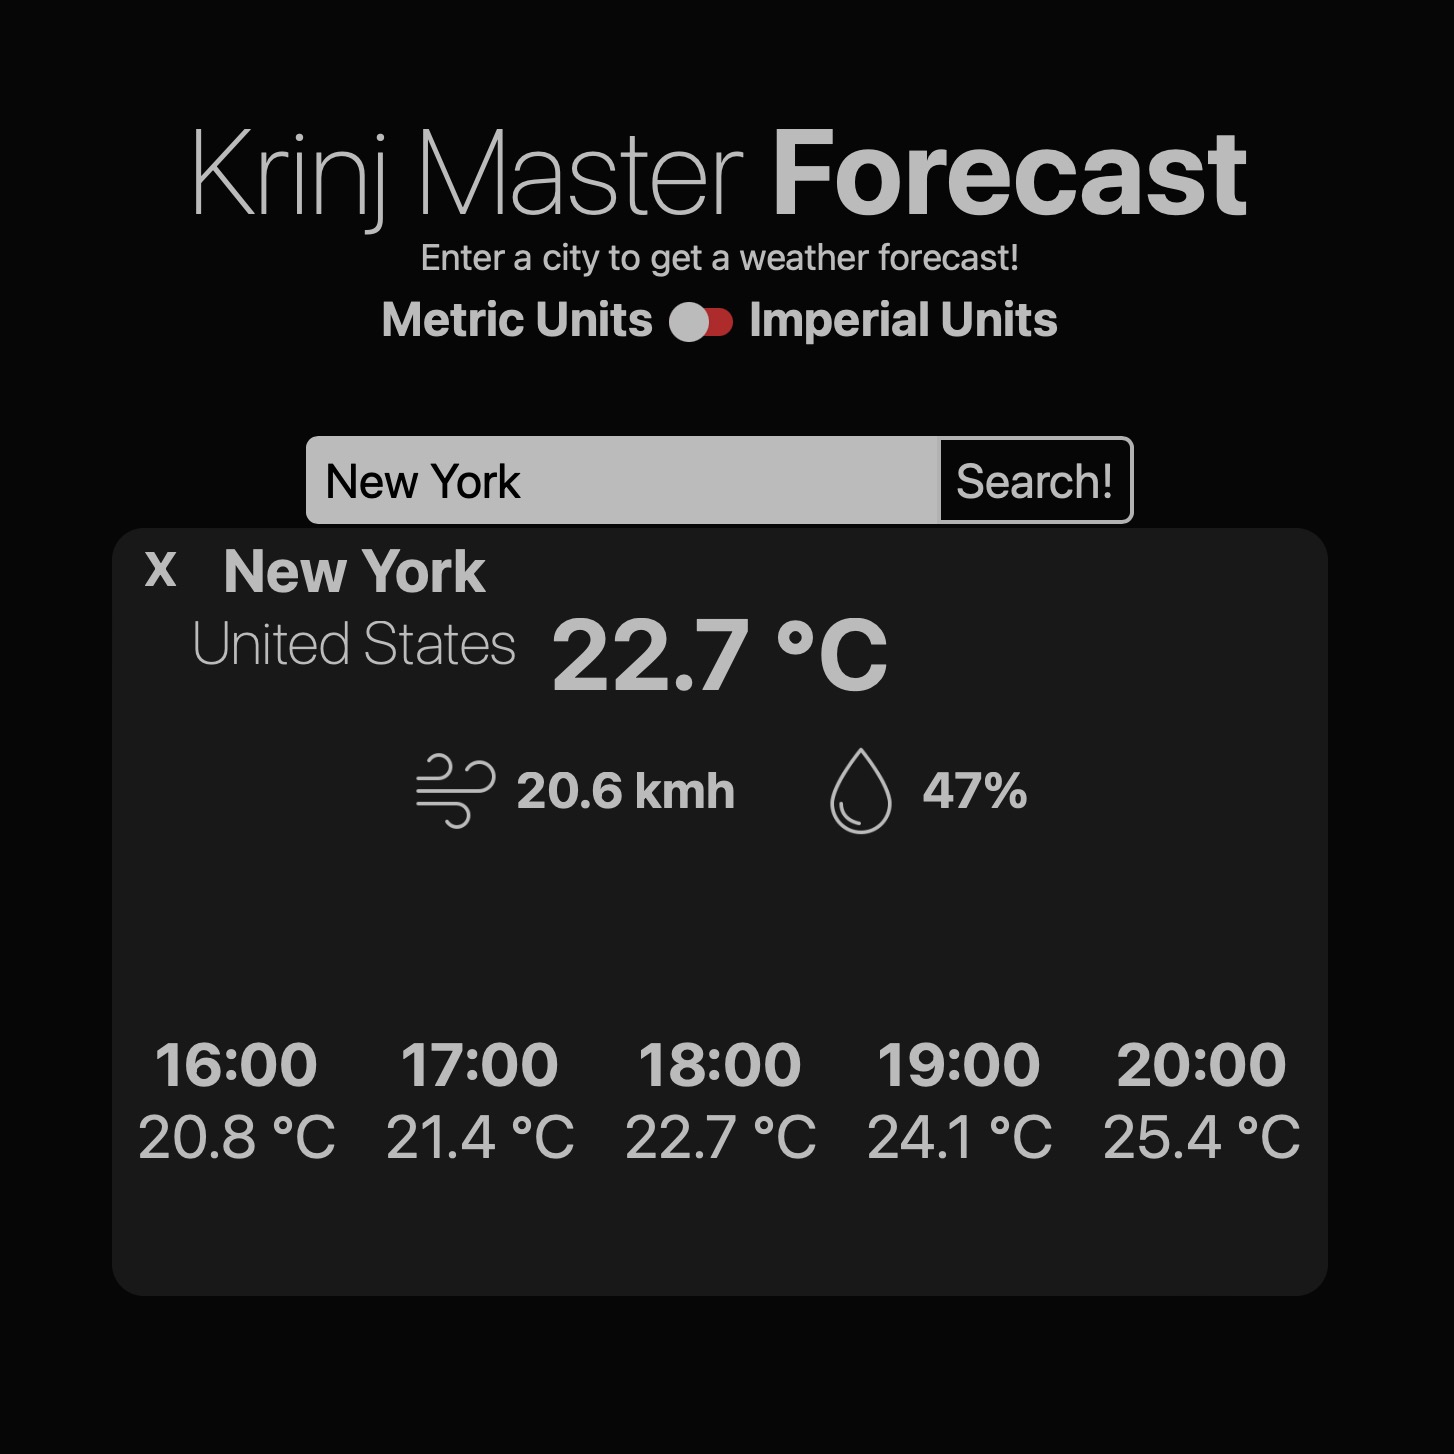 Krinj Master Forecast
Enter a city to get a weather forecast!
Metric Units Imperial Units
New York Search!
X New York
United States 22.7 °C
20.6 kmh 47%
16:00 17:00 18:00 19:00 20:00
20.8 °C 21.4 °C 22.7 °C 24.1 °C 25.4 °C